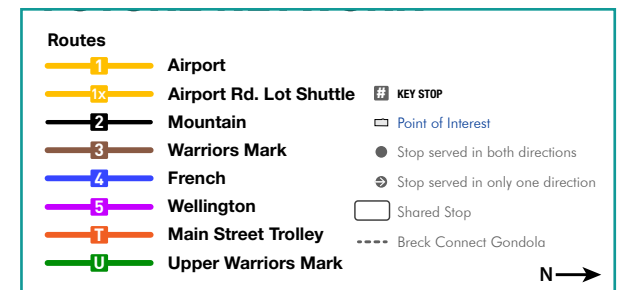 Routes
1 Airport
1x Airport Rd. Lot Shuttle
2 Mountain
3 Warriors Mark
4 French
5 Wellington
T Main Street Trolley
U Upper Warriors Mark
# KEY STOP
Point of Interest
Stop served in both directions
Stop served in only one direction
Shared Stop
Breck Connect Gondola
N